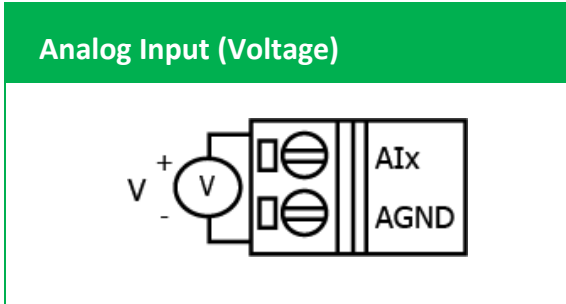 Analog Input (Voltage)
+
V
V
-
AIx
AGND